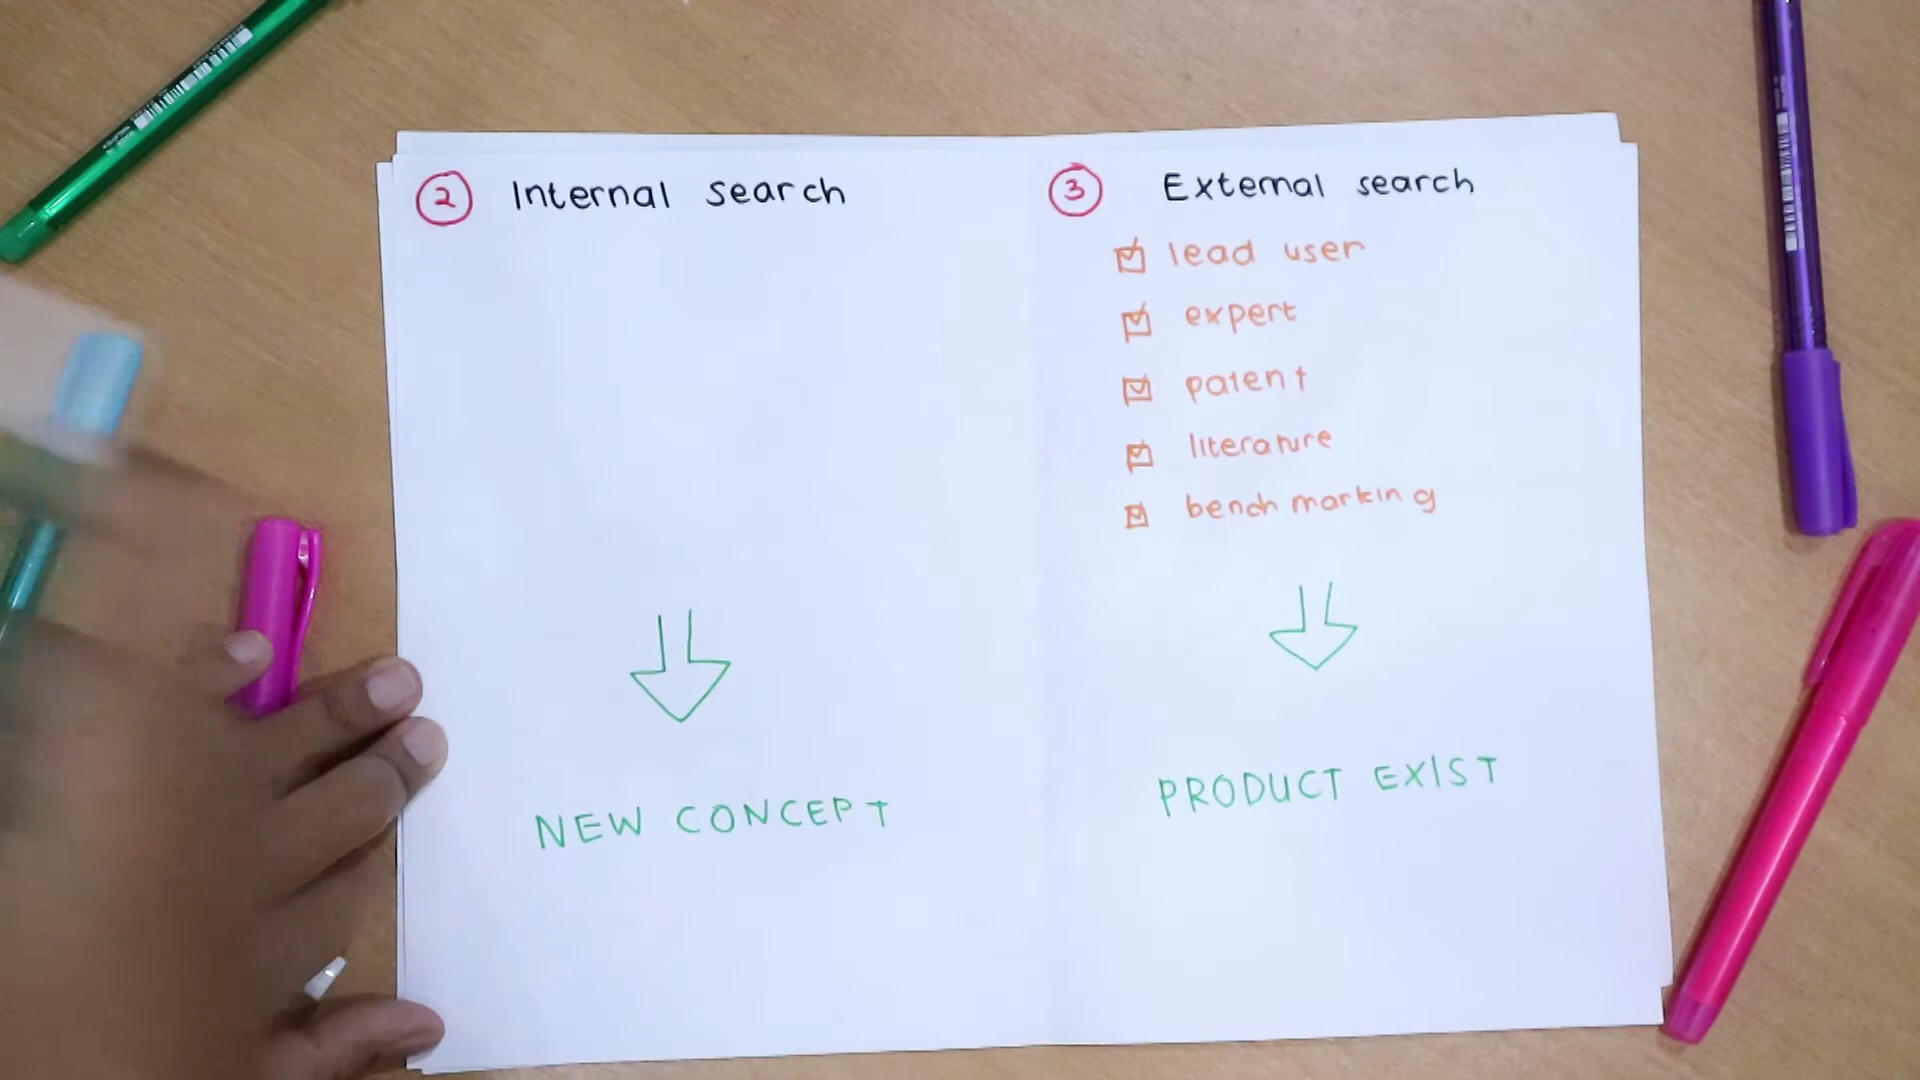 2 Internal search
NEW CONCEPT
3 External search
lead user
expert
patent
literature
bench marking
PRODUCT EXIST